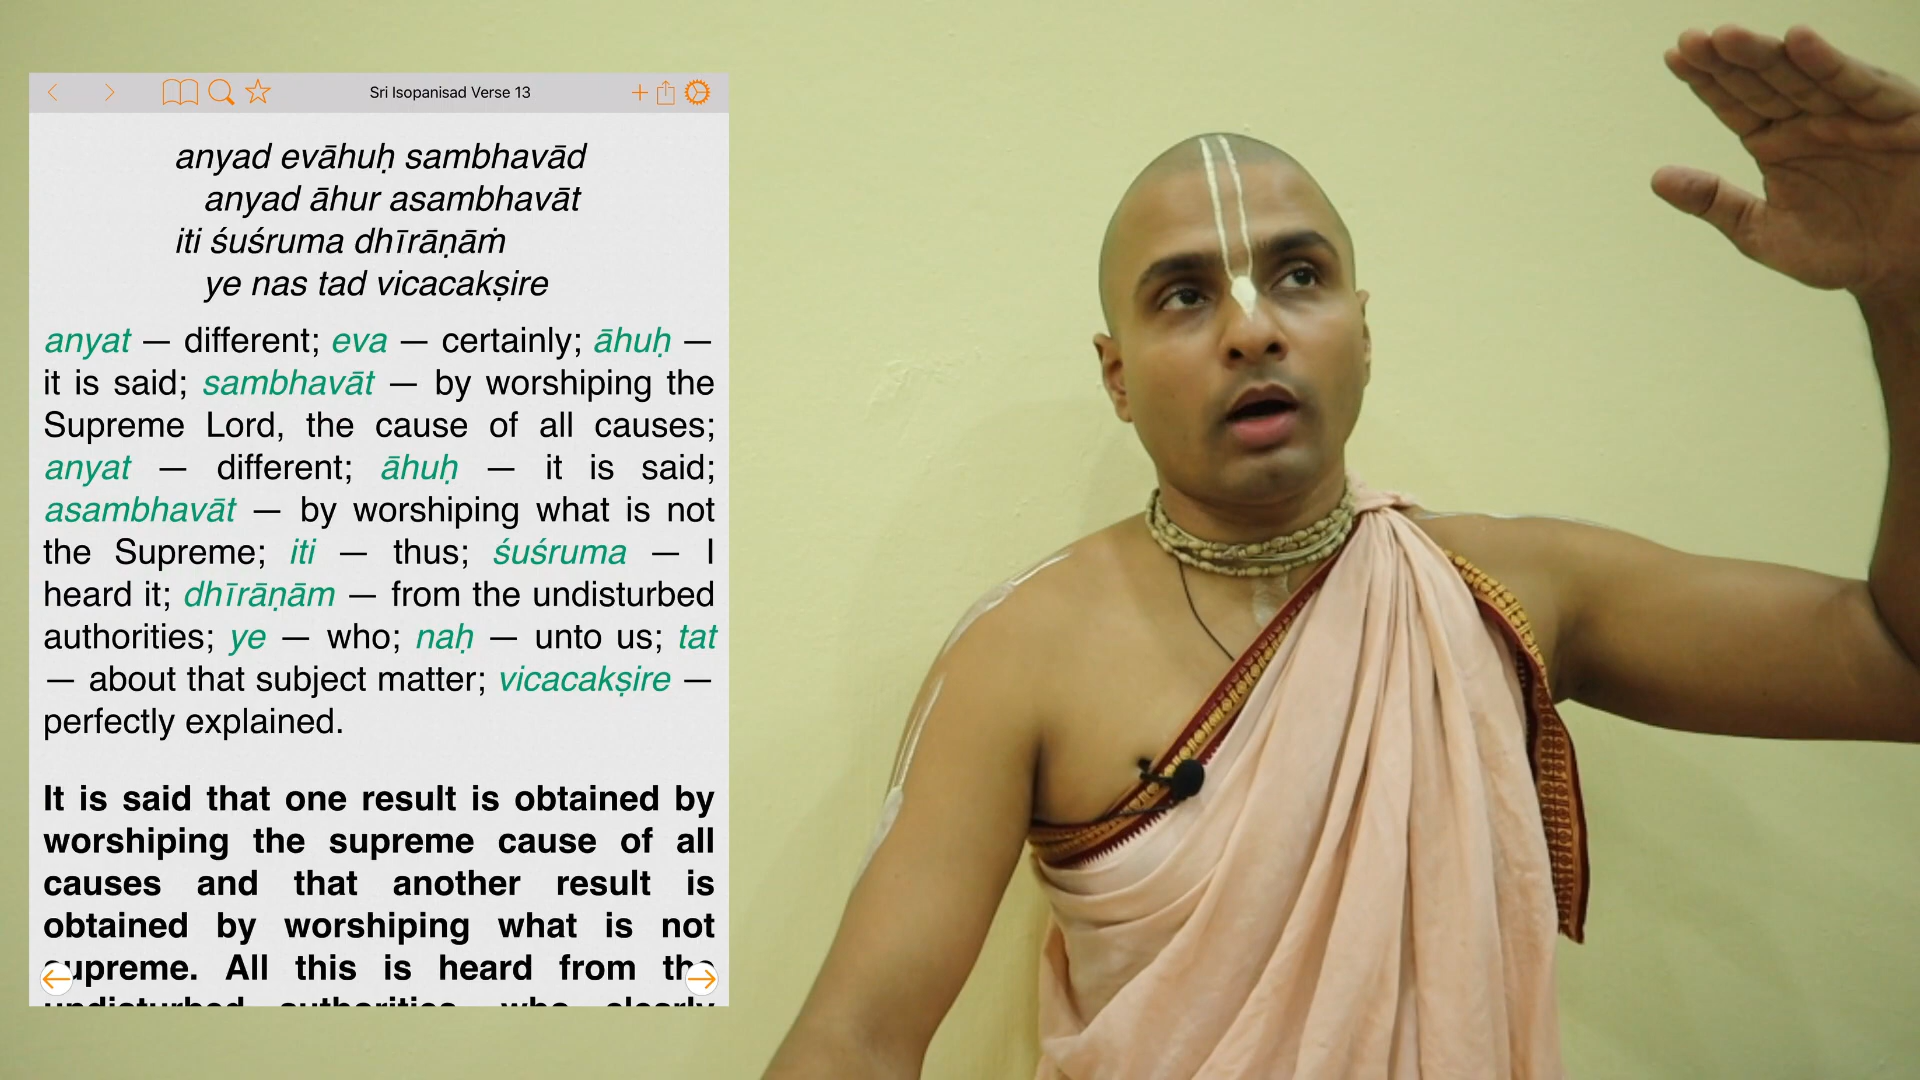 Sri Isopanisad Verse 13
anyad evāhuḥ sambhavād
anyad āhur asambhavāt
iti śuśruma dhīrāṇāṁ
ye nas tad vicacakṣire
anyat — different; eva — certainly; āhuḥ —
it is said; sambhavāt — by worshiping the
Supreme Lord, the cause of all causes;
anyat — different; āhuḥ — it is said;
asambhavāt — by worshiping what is not
the Supreme; iti — thus; śuśruma — I
heard it; dhīrāṇām — from the undisturbed
authorities; ye — who; naḥ — unto us; tat
— about that subject matter; vicacakṣire —
perfectly explained.
It is said that one result is obtained by
worshiping the supreme cause of all
causes and that another result is
obtained by worshiping what is not
supreme. All this is heard from the
undisturbed authorities, who clearly